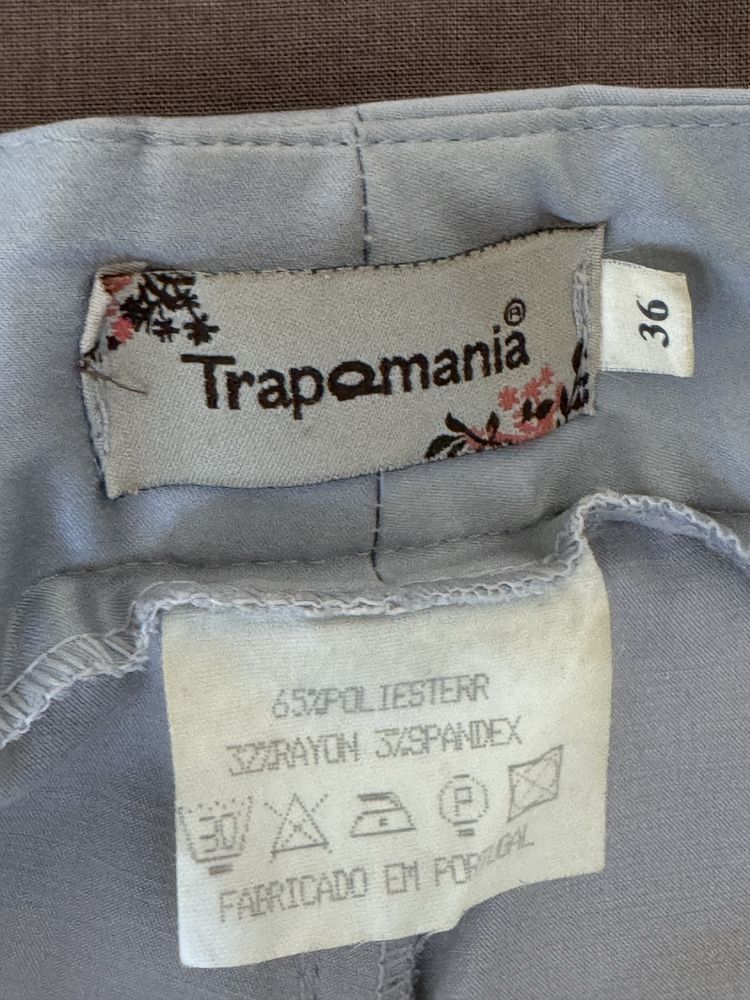 Trapomania®
36
65%POLIESTERR
32%RAYON 3%SPANDEX
30 P
FABRICADO EM PORTUGAL